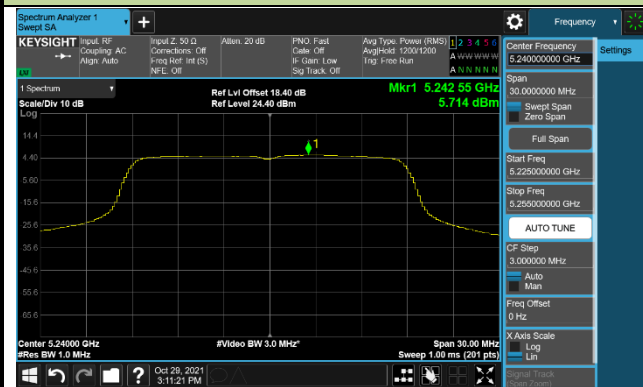 Spectrum Analyzer 1
Swept SA
Frequency
KEYSIGHT
Input: RF
Coupling: AC
Align: Auto
Input Z: 50 Ω
Corrections: Off
Freq Ref: Int (S)
NFE: Off
Atten: 20 dB
PNO: Fast
Gate: Off
IF Gain: Low
Sig Track: Off
Avg Type: Power (RMS)
Avg|Hold: 1200/1200
Trig: Free Run
1 2 3 4 5 6
A W W W W W
A N N N N N
LXI
1 Spectrum
Scale/Div 10 dB
Log
Ref Lvl Offset 18.40 dB
Ref Level 24.40 dBm
Mkr1 5.242 55 GHz
5.714 dBm
14.4
4.40
-5.60
-15.6
-25.6
-35.6
-45.6
-55.6
-65.6
1
Center 5.24000 GHz
#Res BW 1.0 MHz
#Video BW 3.0 MHz*
Span 30.00 MHz
Sweep 1.00 ms (201 pts)
Oct 29, 2021
3:11:21 PM
Center Frequency
5.240000000 GHz
Settings
Span
30.0000000 MHz
Swept Span
Zero Span
Full Span
Start Freq
5.225000000 GHz
Stop Freq
5.255000000 GHz
AUTO TUNE
CF Step
3.000000 MHz
Auto
Man
Freq Offset
0 Hz
X Axis Scale
Log
Lin
Signal Track
(Span Zoom)